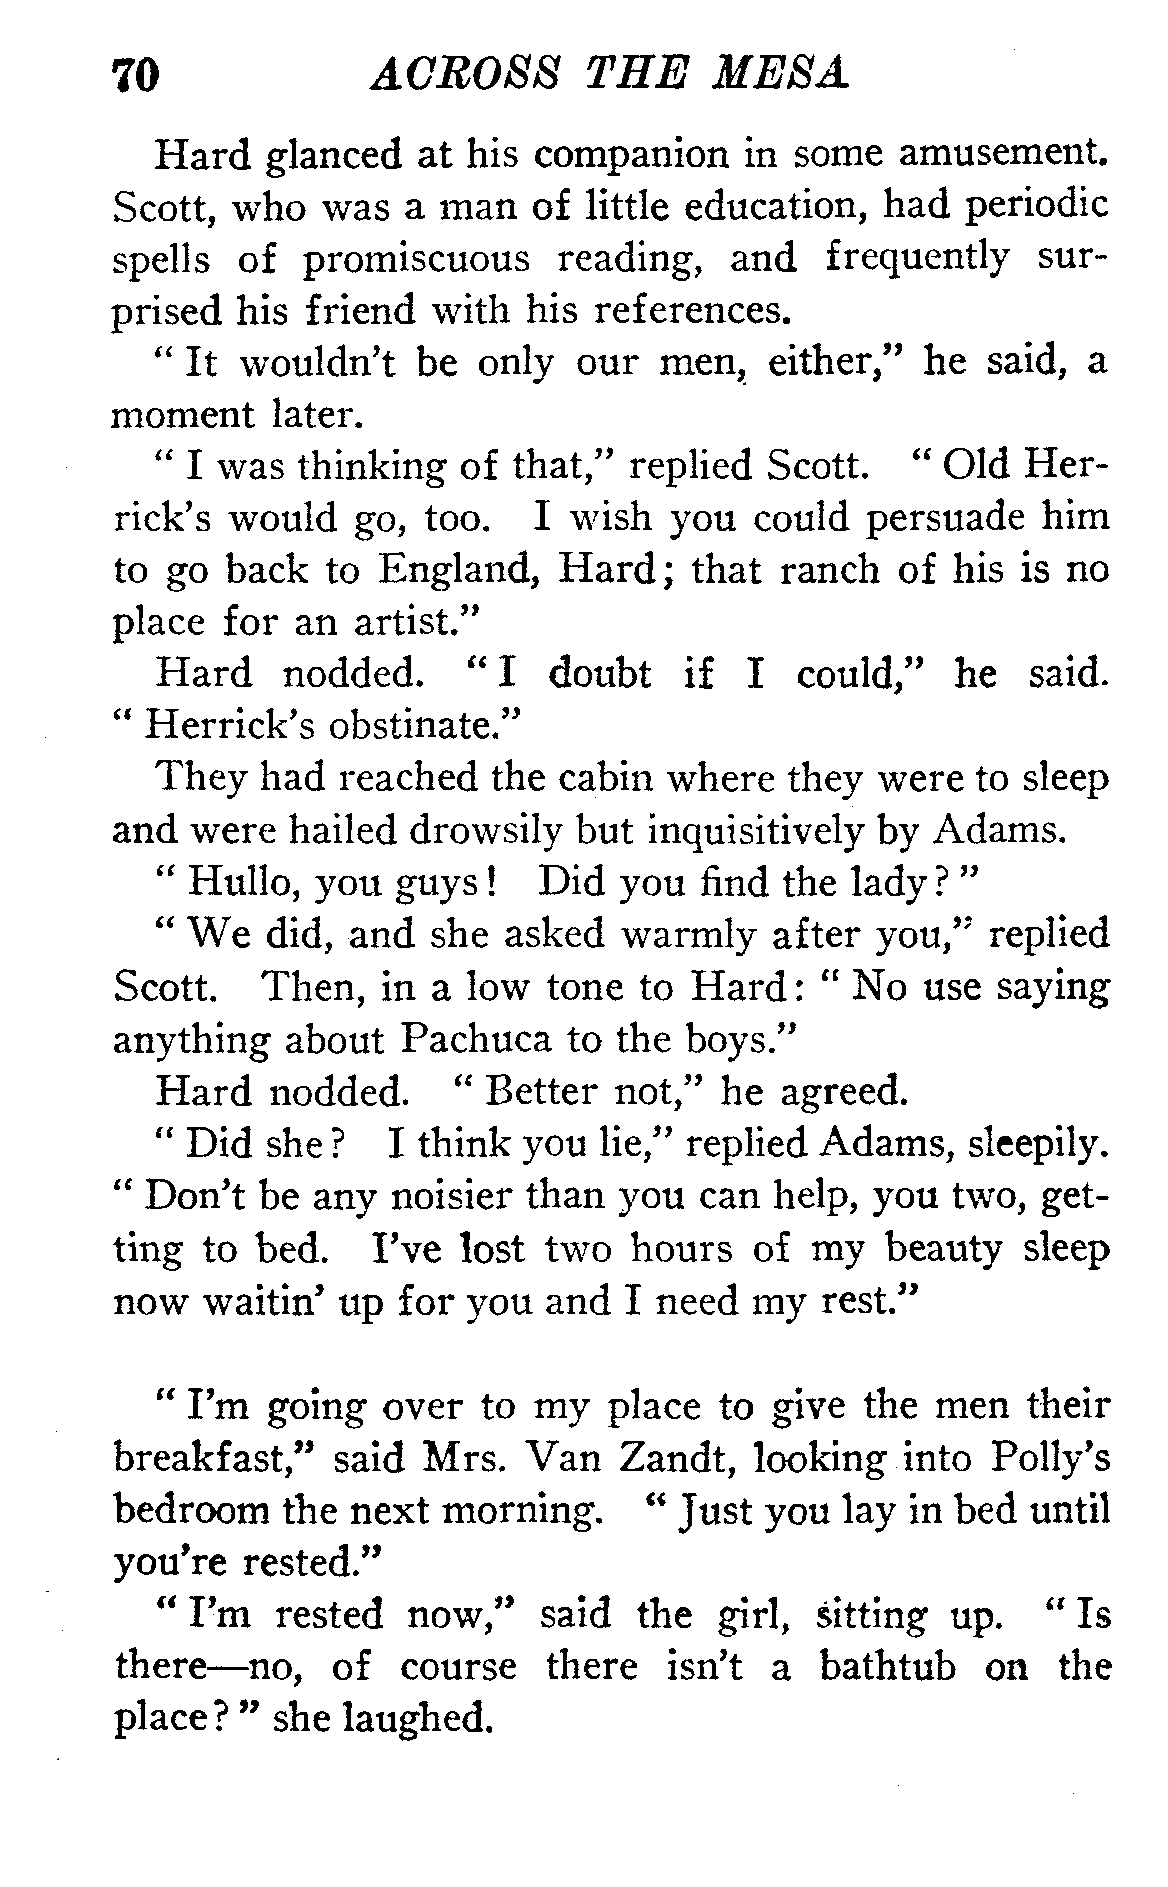 70 ACROSS THE MESA
Hard glanced at his companion in some amusement.
Scott, who was a man of little education, had periodic
spells of promiscuous reading, and frequently sur-
prised his friend with his references.
“ It wouldn’t be only our men, either,” he said, a
moment later.
“ I was thinking of that,” replied Scott. “ Old Her-
rick’s would go, too. I wish you could persuade him
to go back to England, Hard; that ranch of his is no
place for an artist.”
Hard nodded. “ I doubt if I could,” he said.
“ Herrick’s obstinate.”
They had reached the cabin where they were to sleep
and were hailed drowsily but inquisitively by Adams.
“ Hullo, you guys! Did you find the lady? ”
“ We did, and she asked warmly after you,” replied
Scott. Then, in a low tone to Hard: “ No use saying
anything about Pachuca to the boys.”
Hard nodded. “ Better not,” he agreed.
“ Did she? I think you lie,” replied Adams, sleepily.
“ Don’t be any noisier than you can help, you two, get-
ting to bed. I’ve lost two hours of my beauty sleep
now waitin’ up for you and I need my rest.”
“ I’m going over to my place to give the men their
breakfast,” said Mrs. Van Zandt, looking into Polly’s
bedroom the next morning. “ Just you lay in bed until
you’re rested.”
“ I’m rested now,” said the girl, sitting up. “ Is
there—no, of course there isn’t a bathtub on the
place? ” she laughed.